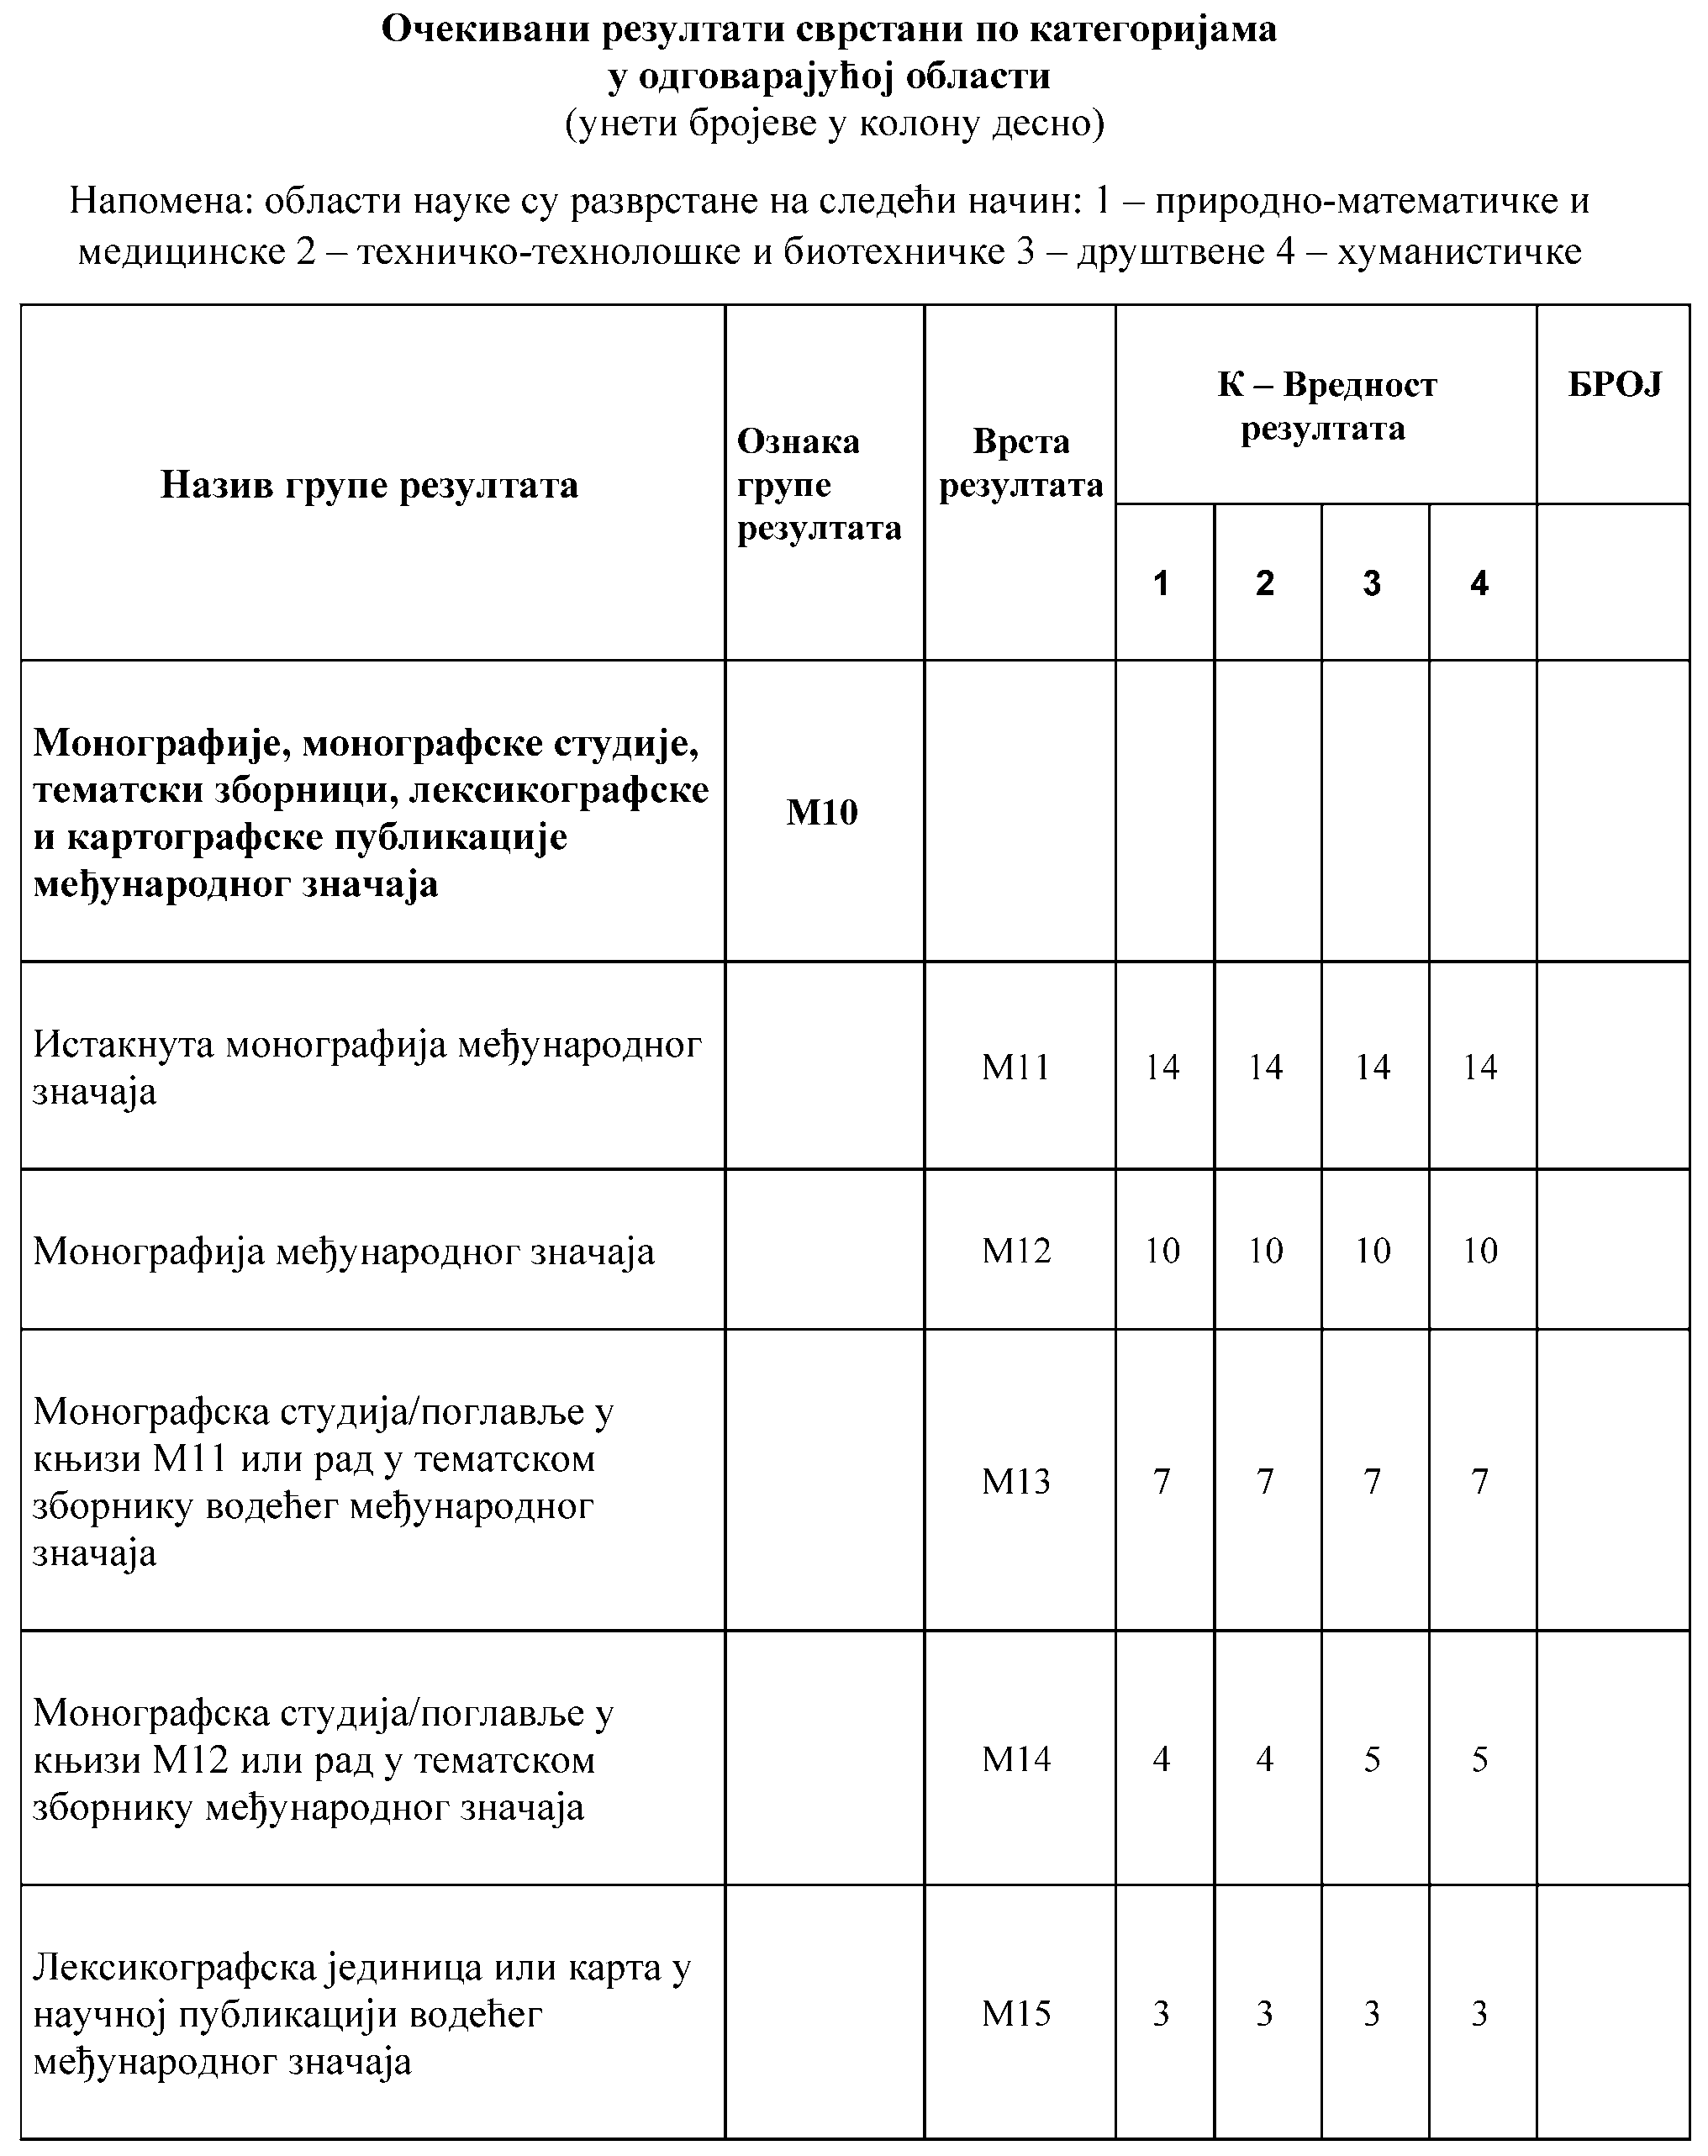 Очекивани резултати сврстани по категоријама
у одговарајућој области
(унети бројеве у колону десно)
Напомена: области науке су разврстане на следећи начин: 1 – природно-математичке и
медицинске 2 – техничко-технолошке и биотехничке 3 – друштвене 4 – хуманистичке
Назив групе резултата
Ознака
групе
резултата
Врста
резултата
К – Вредност
резултата
БРОЈ
1 2 3 4
Монографије, монографске студије,
тематски зборници, лексикографске
и картографске публикације
међународног значаја
М10
Истакнута монографија међународног
значаја
М11 14 14 14 14
Монографија међународног значаја
М12 10 10 10 10
Монографска студија/поглавље у
књизи М11 или рад у тематском
зборнику водећег међународног
значаја
М13 7 7 7 7
Монографска студија/поглавље у
књизи М12 или рад у тематском
зборнику међународног значаја
М14 4 4 5 5
Лексикографска јединица или карта у
научној публикацији водећег
међународног значаја
М15 3 3 3 3